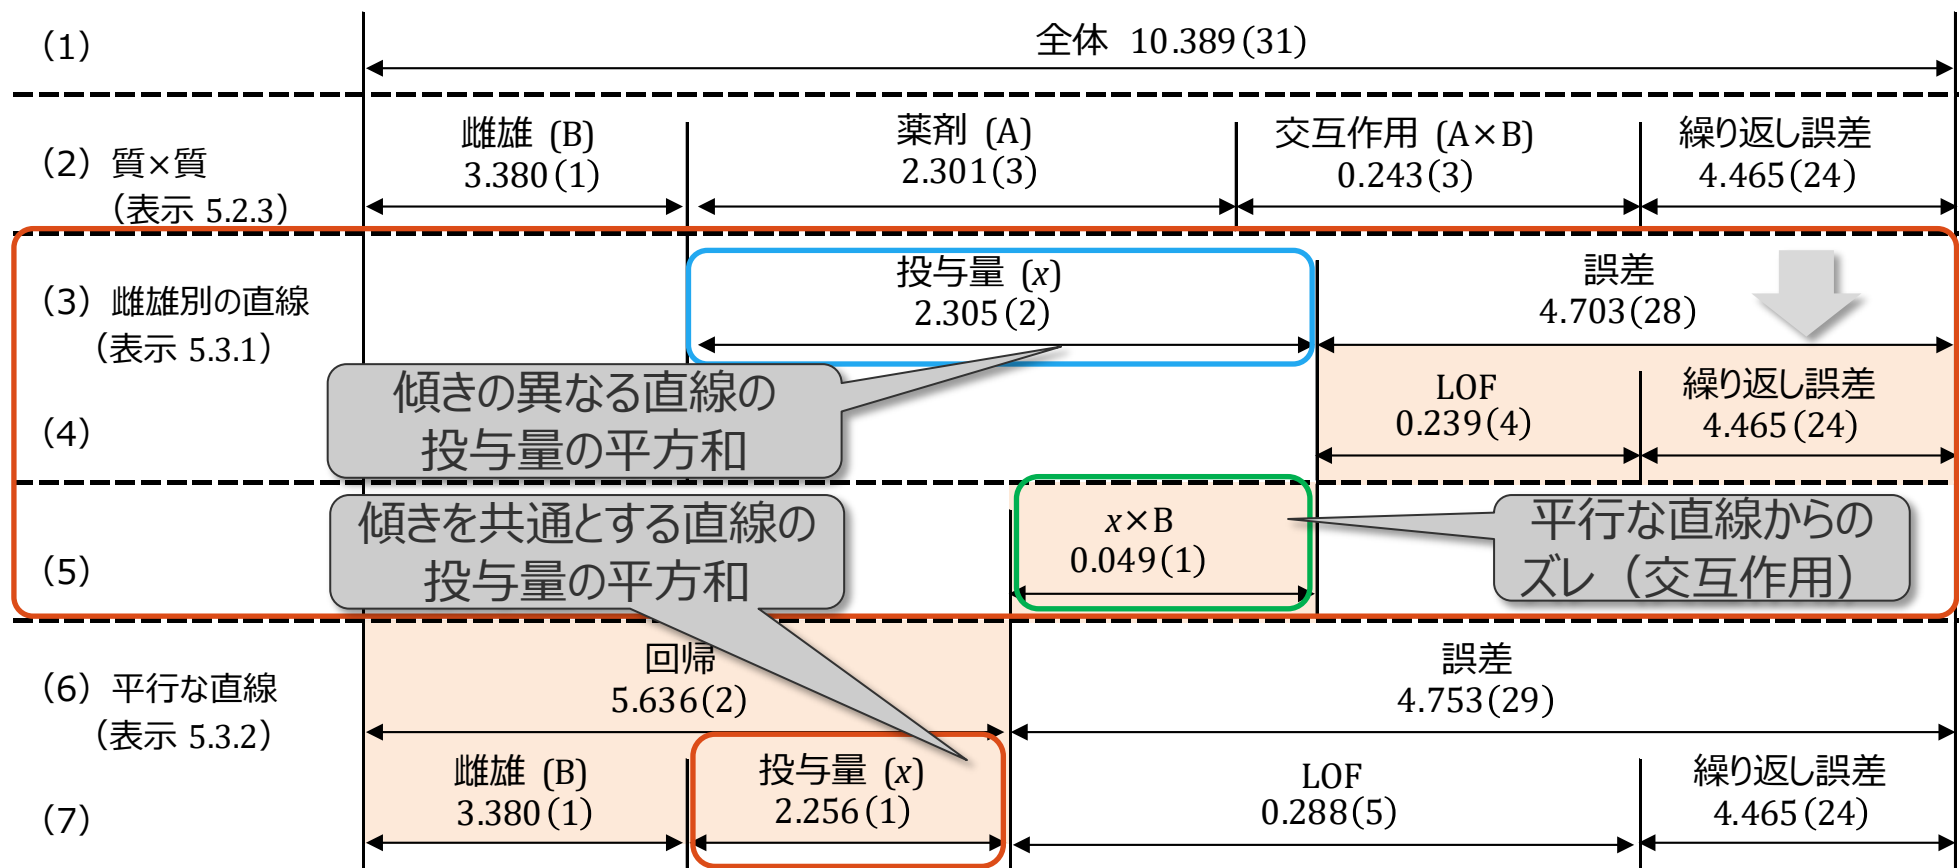 (1)
全体 10.389(31)
雌雄 (B)
3.380(1)
薬剤 (A)
2.301(3)
交互作用 (A×B)
0.243(3)
繰り返し誤差
4.465(24)
(2) 質×質
(表示 5.2.3)
(3) 雌雄別の直線
(表示 5.3.1)
投与量 (x)
2.305(2)
誤差
4.703(28)
傾きの異なる直線の
投与量の平方和
(4)
LOF
0.239(4)
繰り返し誤差
4.465(24)
傾きを共通とする直線の
投与量の平方和
(5)
x×B
0.049(1)
平行な直線からの
ズレ（交互作用）
(6) 平行な直線
(表示 5.3.2)
回帰
5.636(2)
誤差
4.753(29)
(7)
雌雄 (B)
3.380(1)
投与量 (x)
2.256(1)
LOF
0.288(5)
繰り返し誤差
4.465(24)